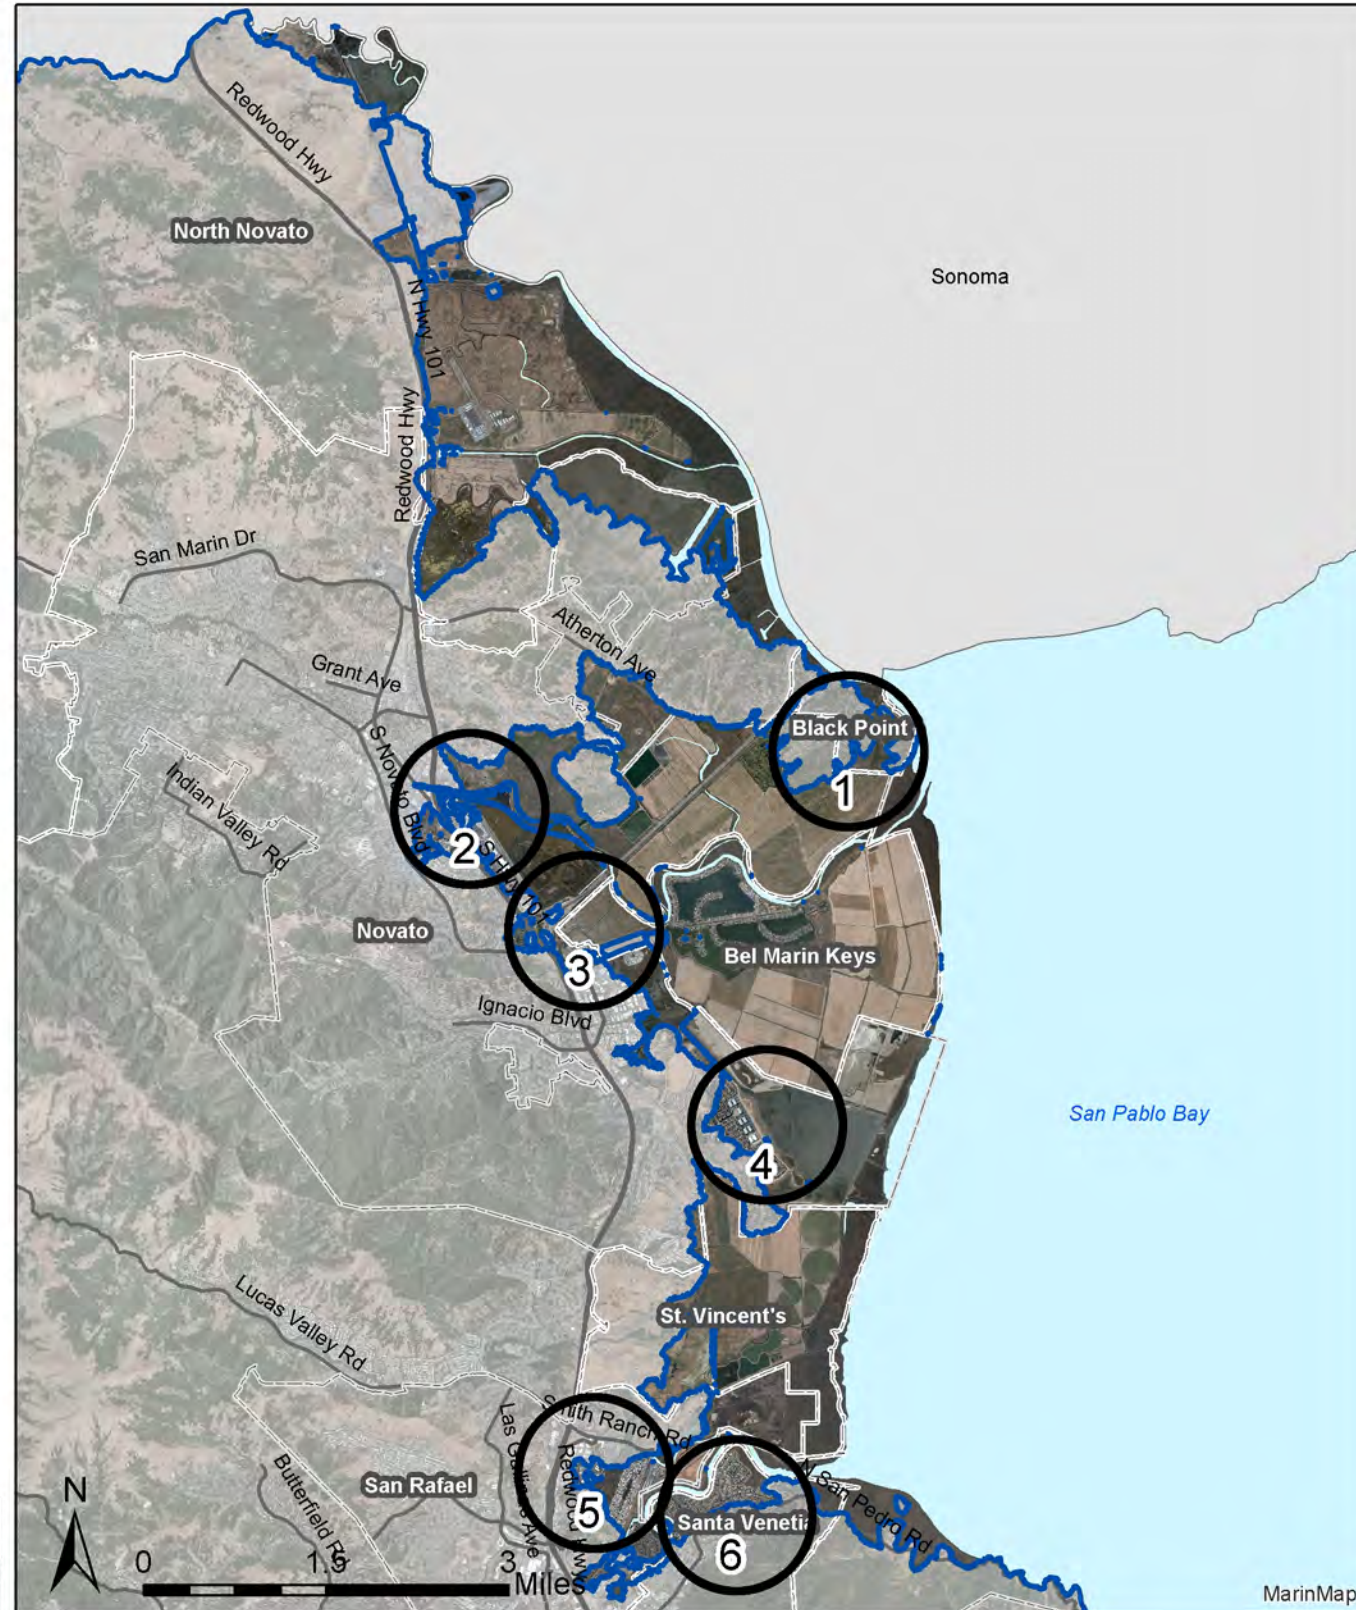 Redwood Hwy
North Novato
Sonoma
N Hwy 101
Redwood Hwy
San Marin Dr
Atherton Ave
Grant Ave
Black Point
1
S Novato Blvd
Indian Valley Rd
2
S Hwy 101
Novato
3
Bel Marin Keys
Ignacio Blvd
San Pablo Bay
4
Lucas Valley Rd
St. Vincent's
Smith Ranch Rd
Las Gallinas Ave
Redwood Hwy
N San Pedro Rd
San Rafael
Butterfield Rd
5
Santa Venetia
6
N
0
1.5
3
Miles
MarinMap